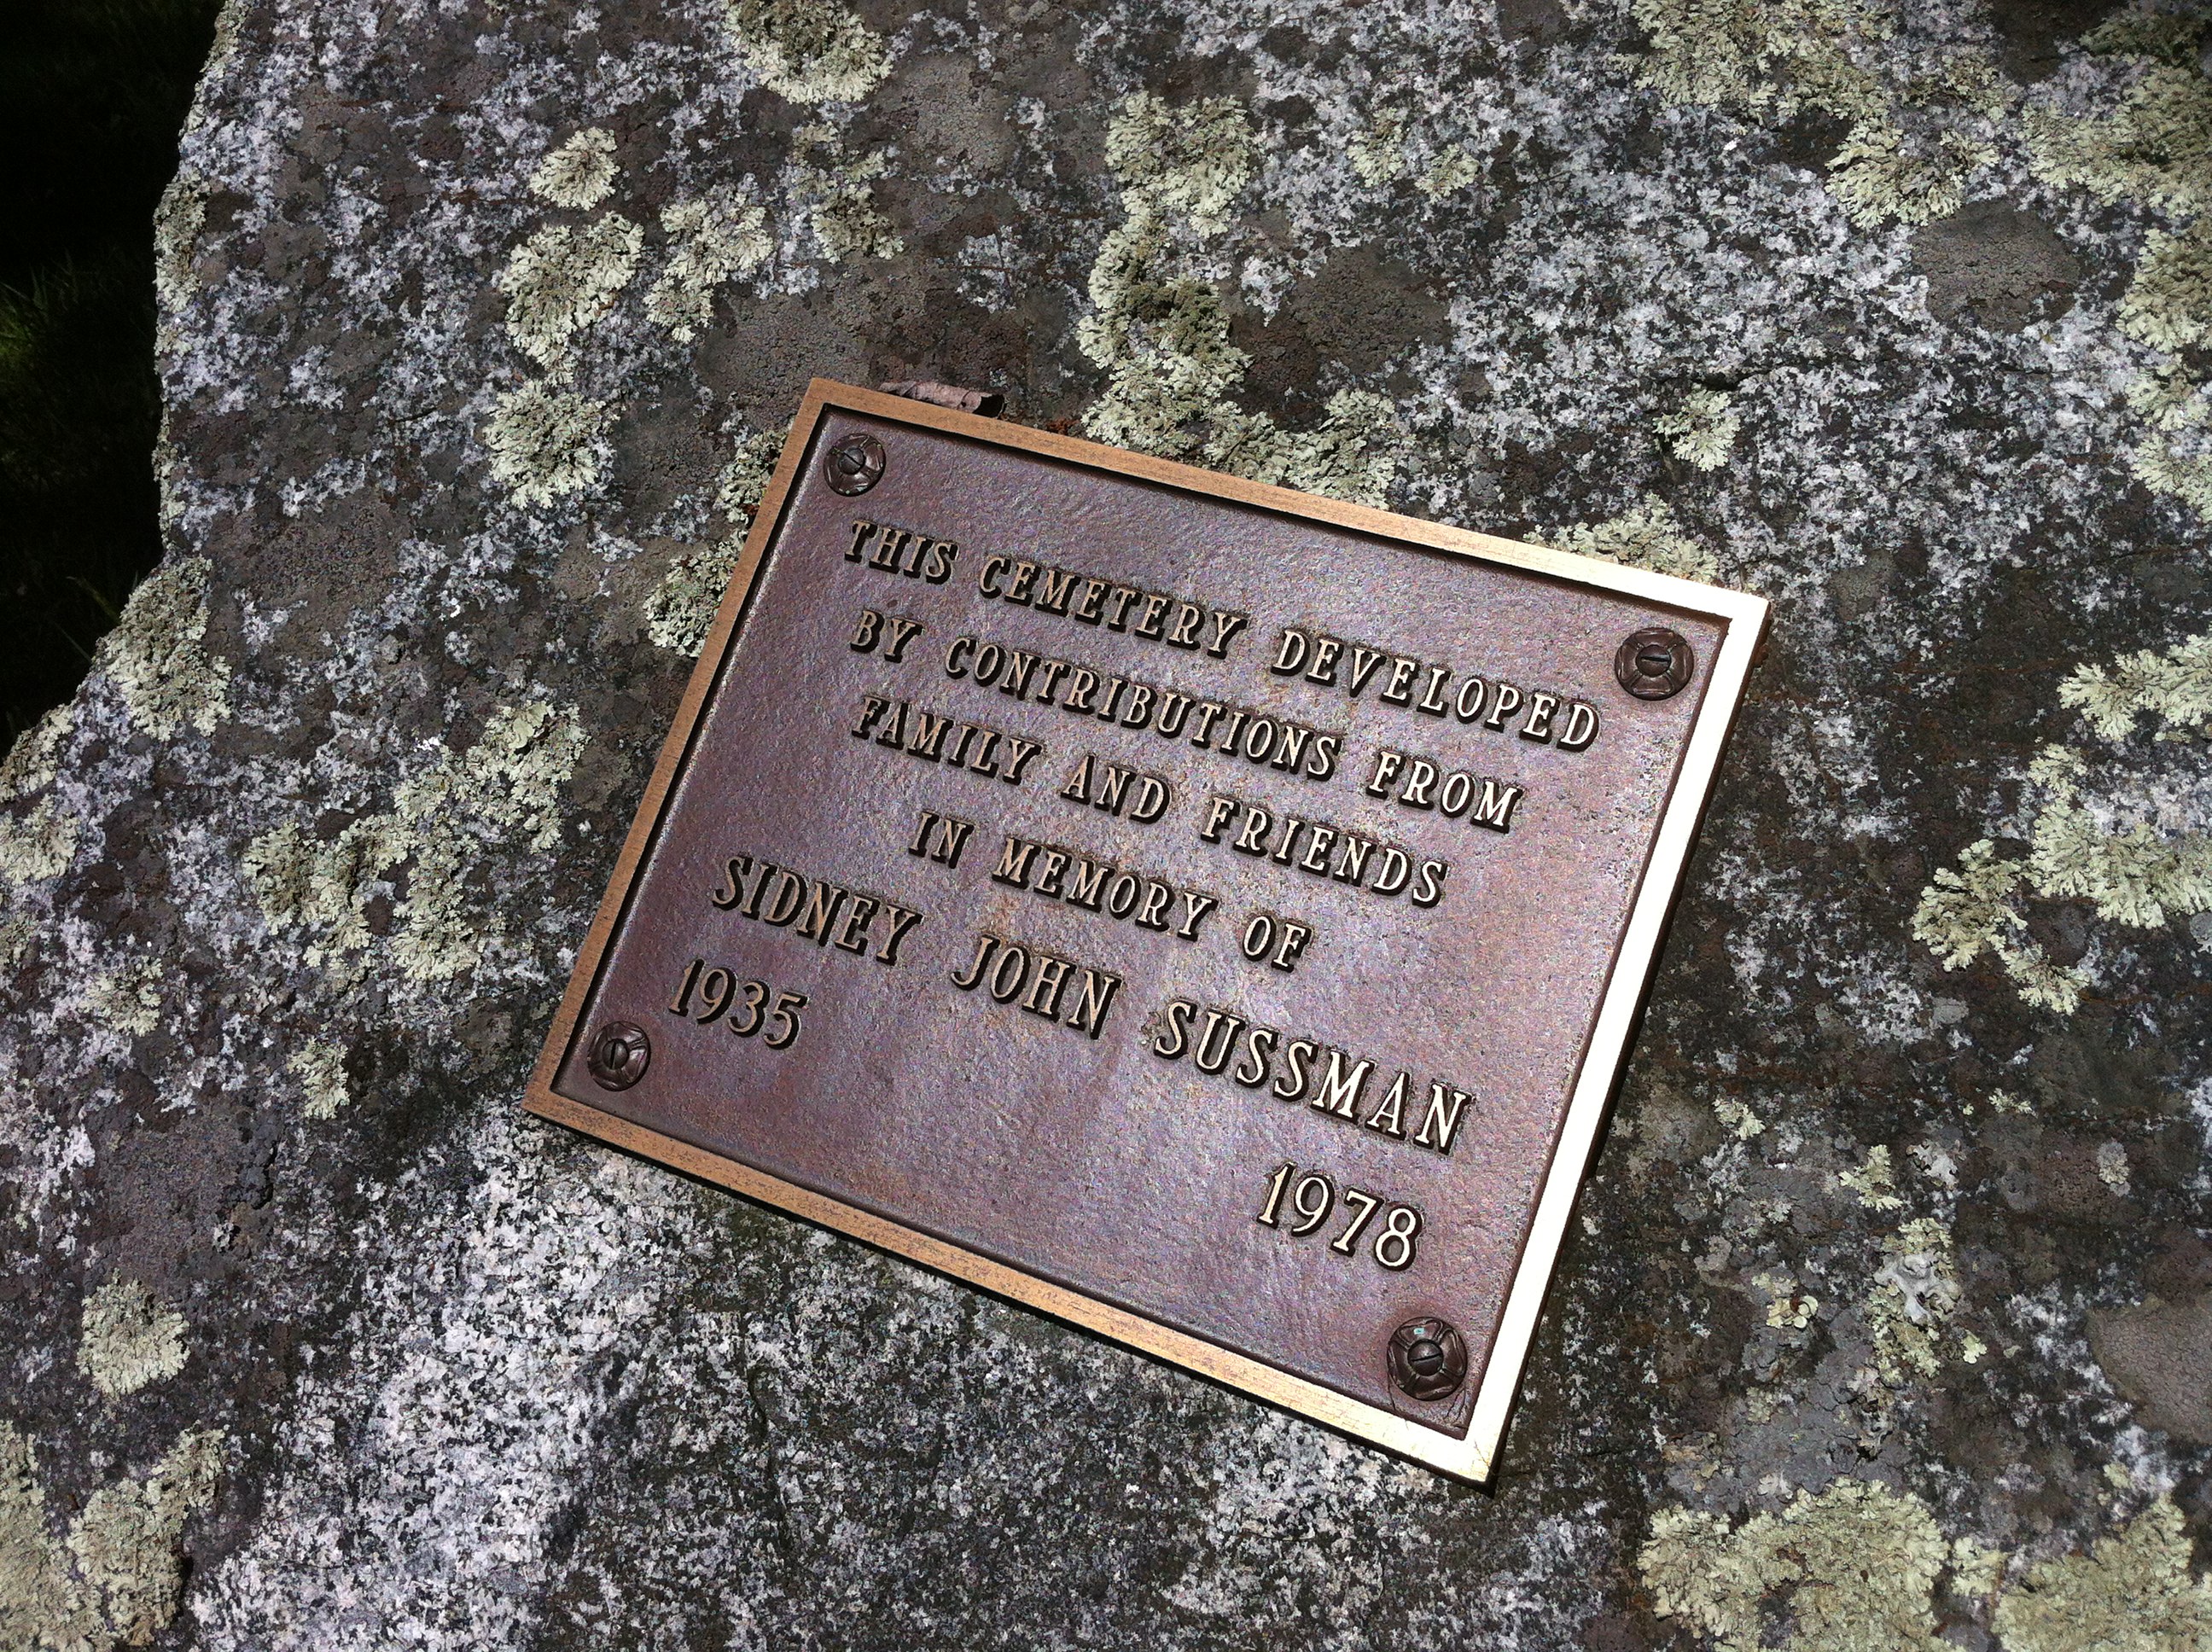 THIS CEMETERY DEVELOPED
BY CONTRIBUTIONS FROM
FAMILY AND FRIENDS
IN MEMORY OF
SIDNEY JOHN SUSSMAN
1935 1978